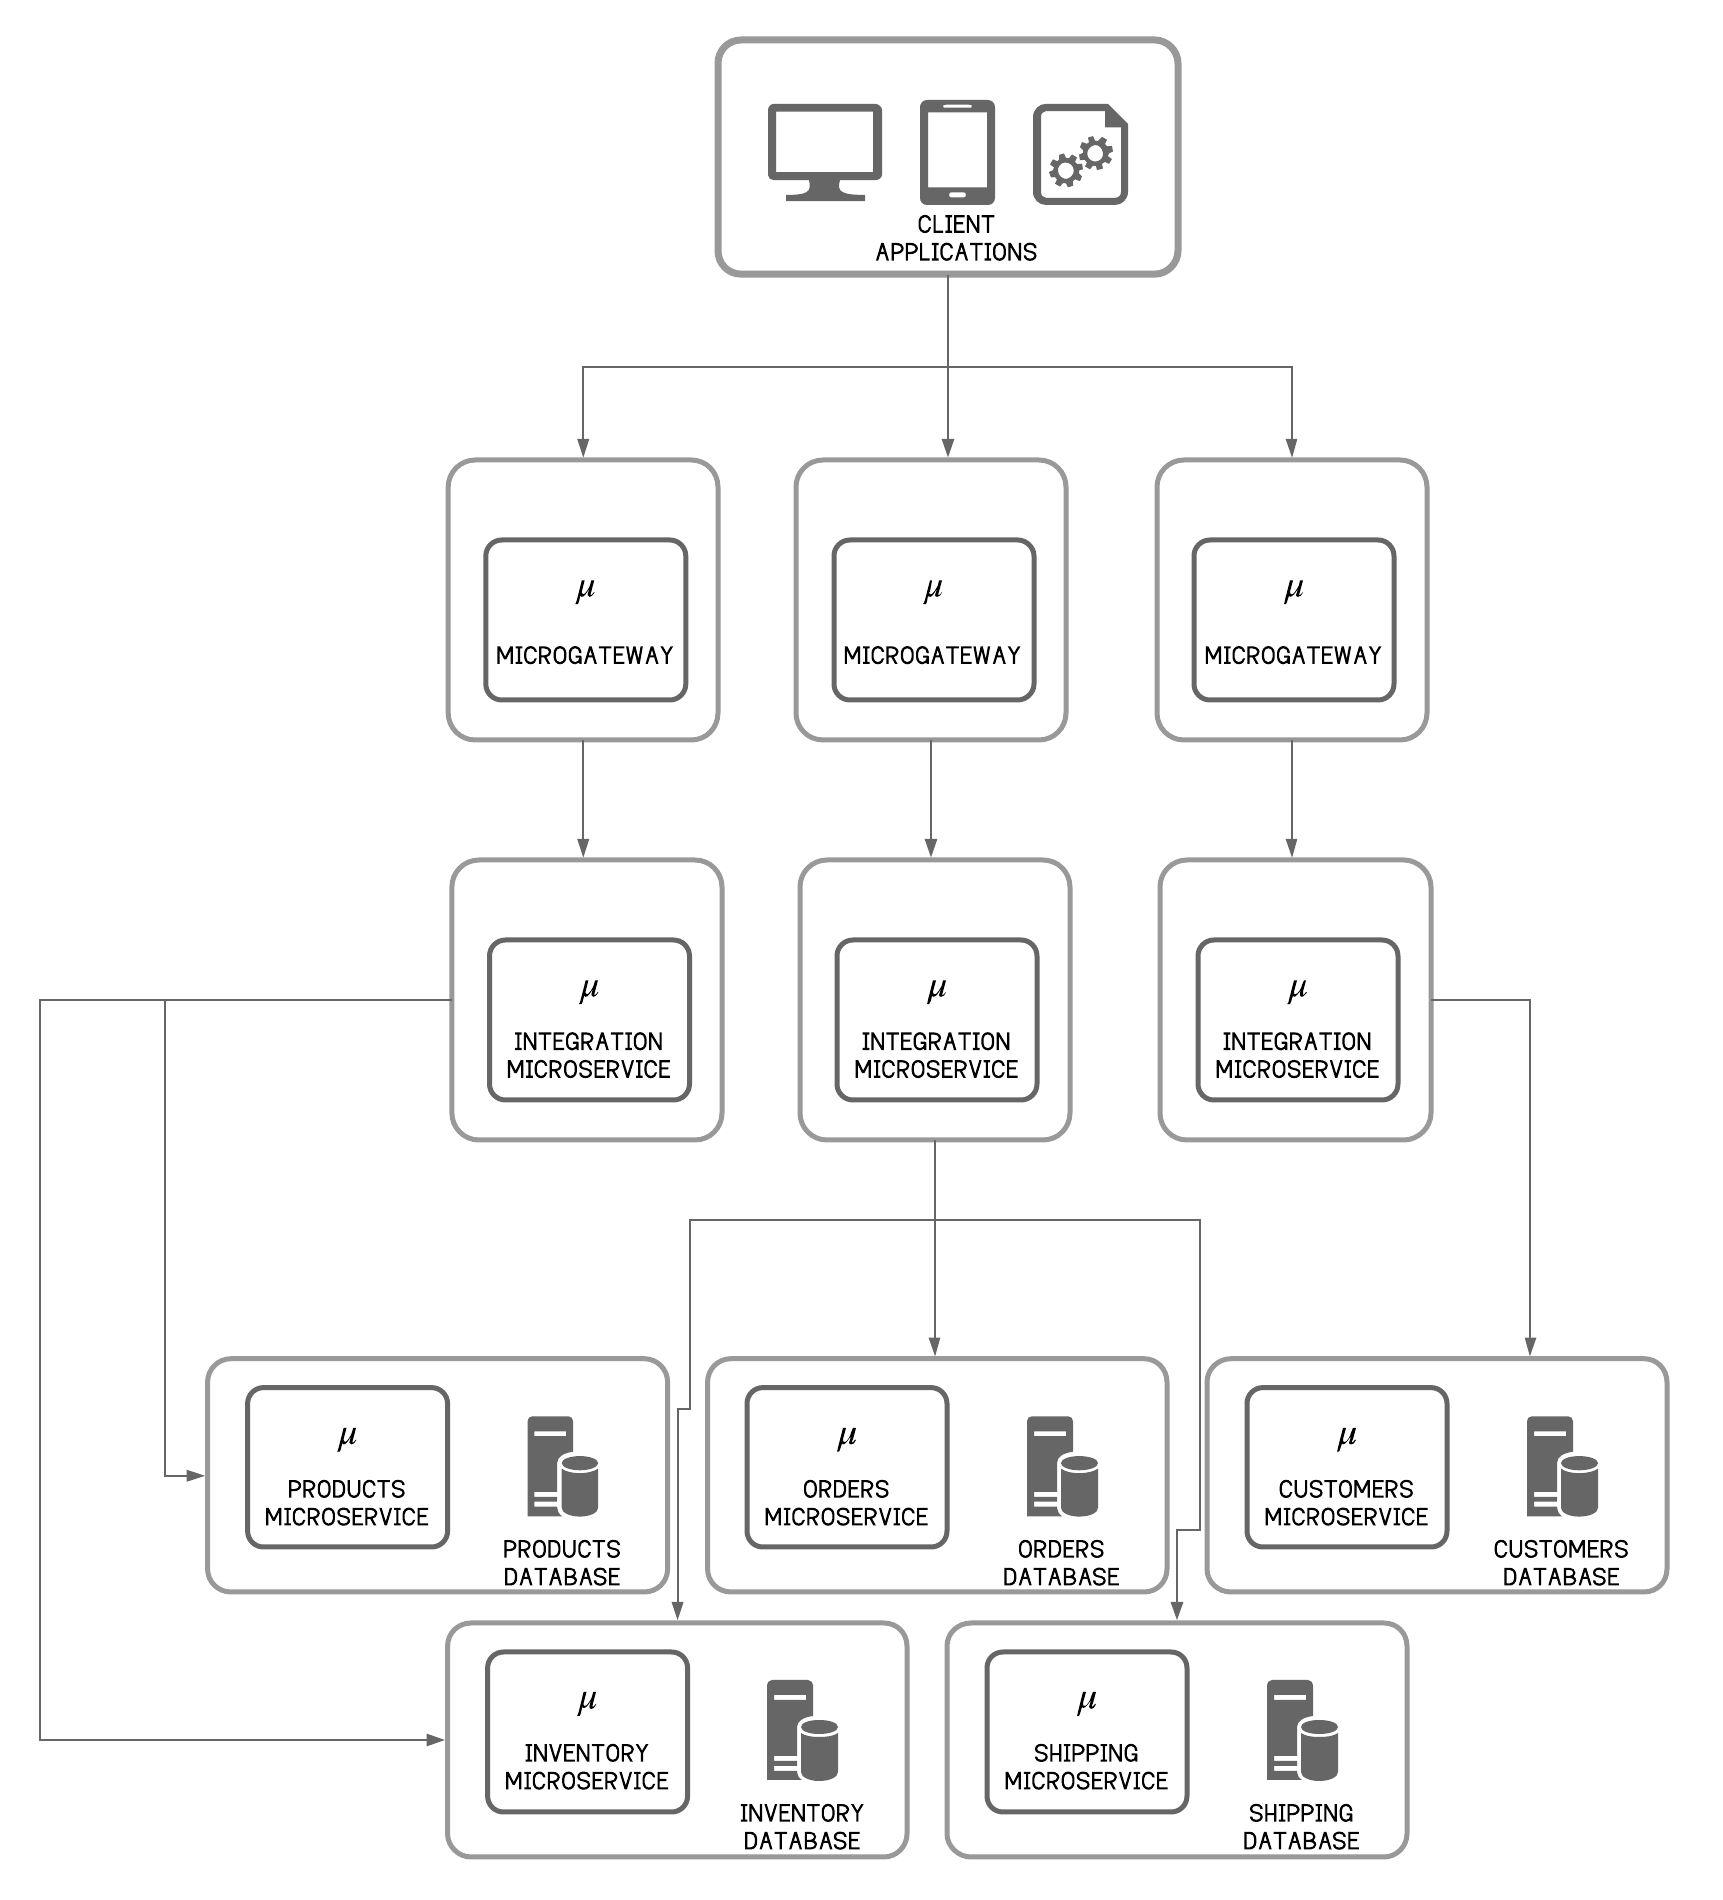 CLIENT
APPLICATIONS
μ
MICROGATEWAY
μ
MICROGATEWAY
μ
MICROGATEWAY
μ
INTEGRATION
MICROSERVICE
μ
INTEGRATION
MICROSERVICE
μ
INTEGRATION
MICROSERVICE
μ
PRODUCTS
MICROSERVICE
PRODUCTS
DATABASE
μ
ORDERS
MICROSERVICE
ORDERS
DATABASE
μ
CUSTOMERS
MICROSERVICE
CUSTOMERS
DATABASE
μ
INVENTORY
MICROSERVICE
INVENTORY
DATABASE
μ
SHIPPING
MICROSERVICE
SHIPPING
DATABASE